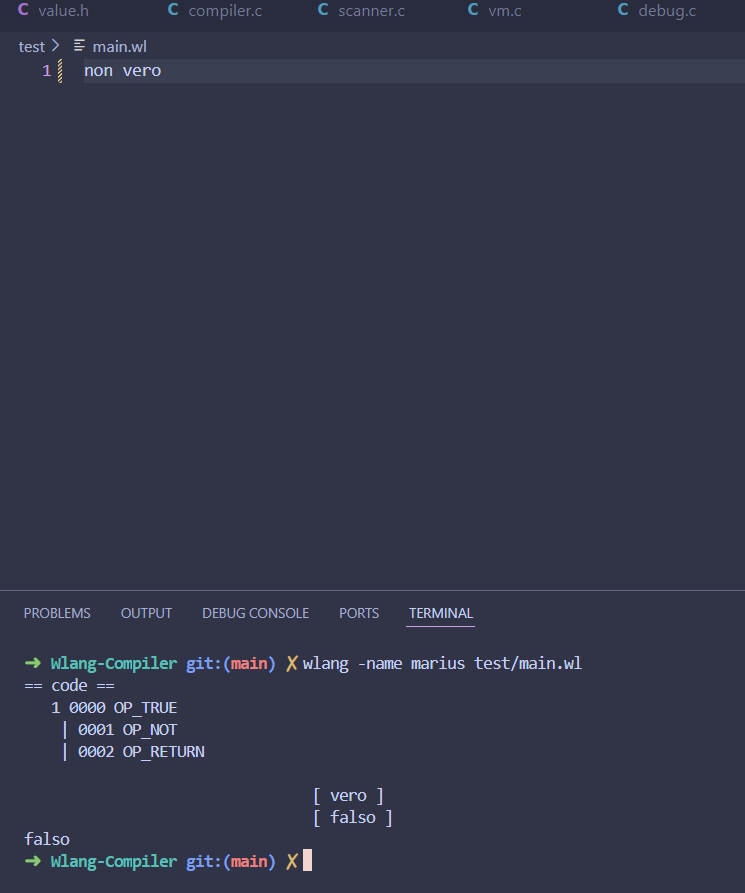 C value.h C compiler.c C scanner.c C vm.c C debug.c
test > main.wl
1 non vero
PROBLEMS OUTPUT DEBUG CONSOLE PORTS TERMINAL
➜ Wlang-Compiler git:(main) ✗ wlang -name marius test/main.wl
== code ==
1 0000 OP_TRUE
| 0001 OP_NOT
| 0002 OP_RETURN
[ vero ]
[ falso ]
falso
➜ Wlang-Compiler git:(main) ✗